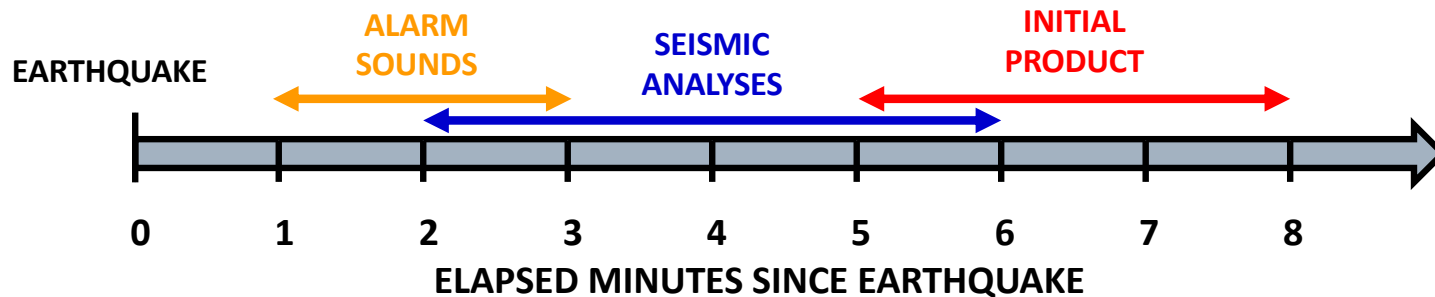 ALARM
SOUNDS
SEISMIC
ANALYSES
INITIAL
PRODUCT
EARTHQUAKE
0 1 2 3 4 5 6 7 8
ELAPSED MINUTES SINCE EARTHQUAKE